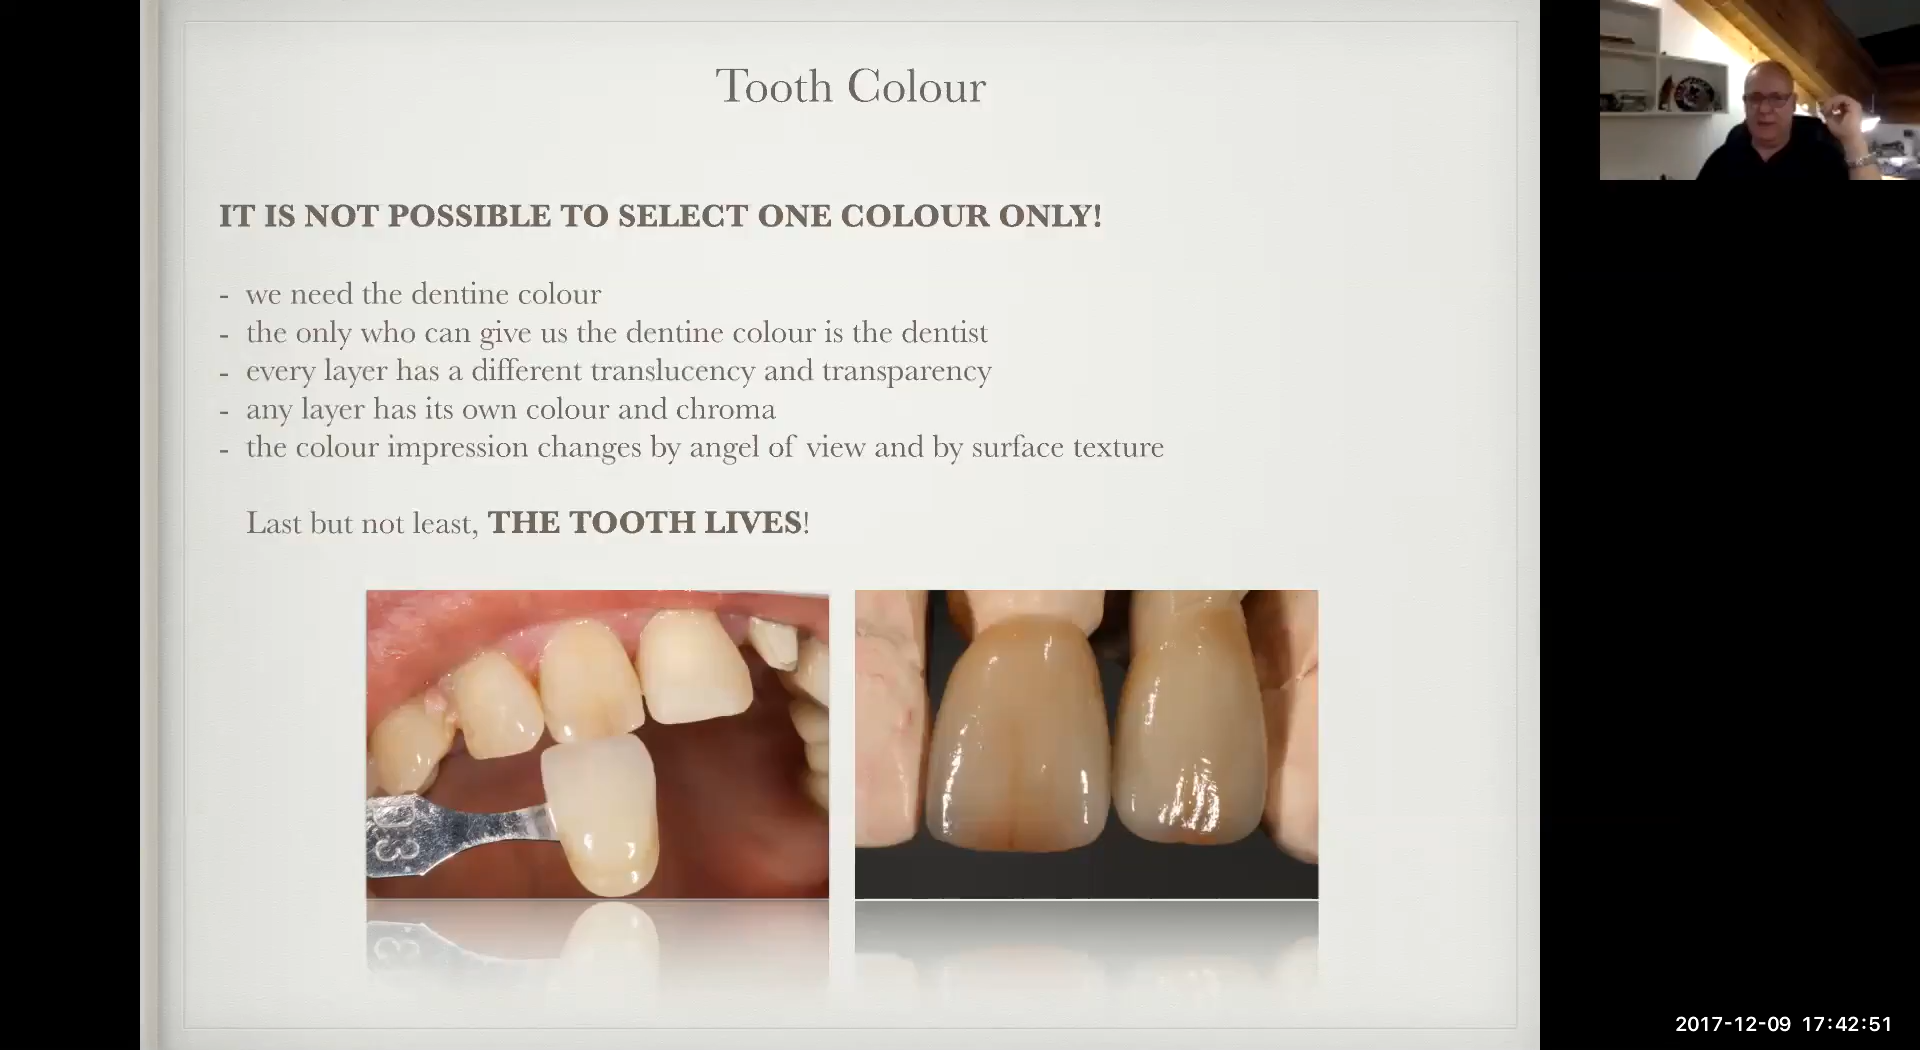 Tooth Colour
IT IS NOT POSSIBLE TO SELECT ONE COLOUR ONLY!
- we need the dentine colour
- the only who can give us the dentine colour is the dentist
- every layer has a different translucency and transparency
- any layer has its own colour and chroma
- the colour impression changes by angel of view and by surface texture
Last but not least, THE TOOTH LIVES!
D3
2017-12-09 17:42:51